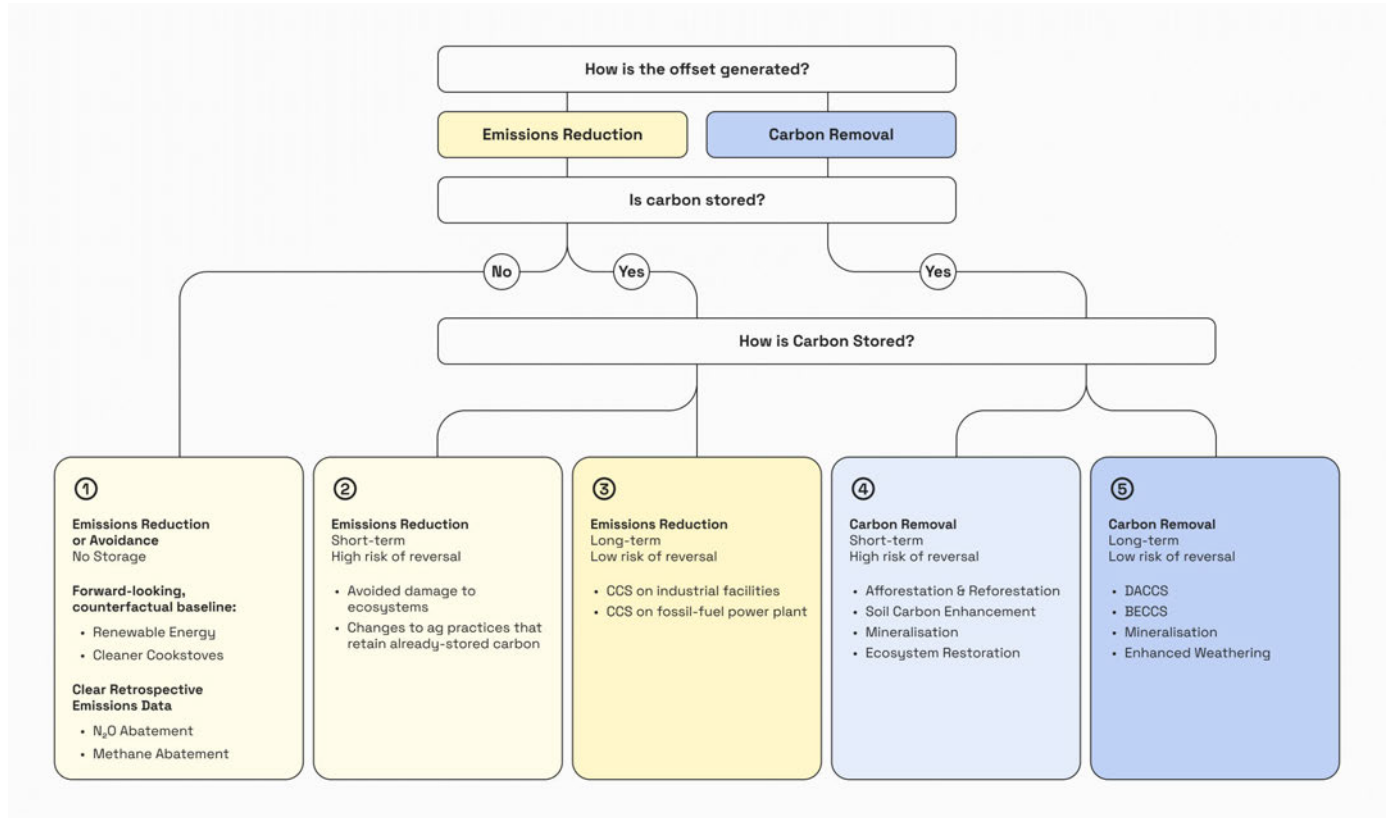 How is the offset generated?
Emissions Reduction
Carbon Removal
Is carbon stored?
No
Yes
Yes
How is Carbon Stored?
1
Emissions Reduction
or Avoidance
No Storage
Forward-looking,
counterfactual baseline:
• Renewable Energy
• Cleaner Cookstoves
Clear Retrospective
Emissions Data
• N₂O Abatement
• Methane Abatement
2
Emissions Reduction
Short-term
High risk of reversal
• Avoided damage to
ecosystems
• Changes to ag practices that
retain already-stored carbon
3
Emissions Reduction
Long-term
Low risk of reversal
• CCS on industrial facilities
• CCS on fossil-fuel power plant
4
Carbon Removal
Short-term
High risk of reversal
• Afforestation & Reforestation
• Soil Carbon Enhancement
• Mineralisation
• Ecosystem Restoration
5
Carbon Removal
Long-term
Low risk of reversal
• DACCS
• BECCS
• Mineralisation
• Enhanced Weathering